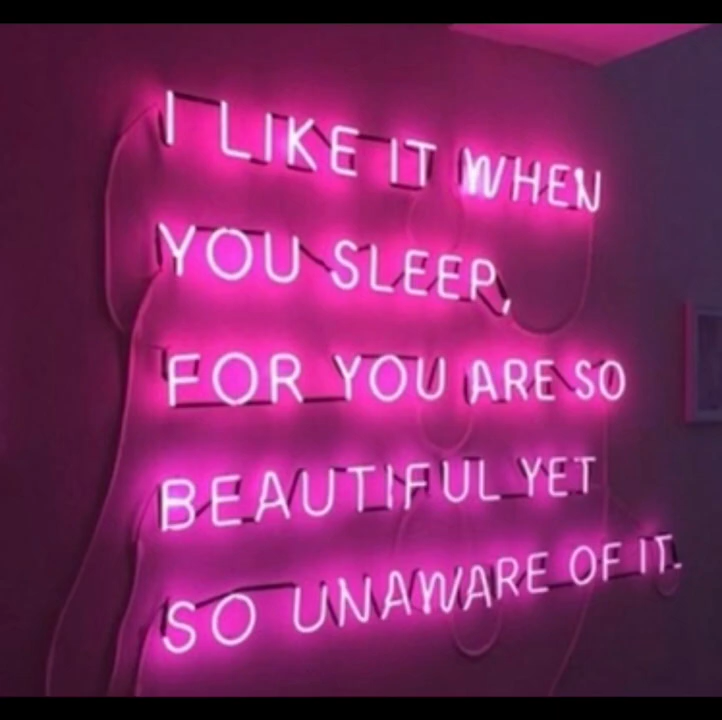 I LIKE IT WHEN
YOU SLEEP,
FOR YOU ARE SO
BEAUTIFUL YET
SO UNAWARE OF IT.